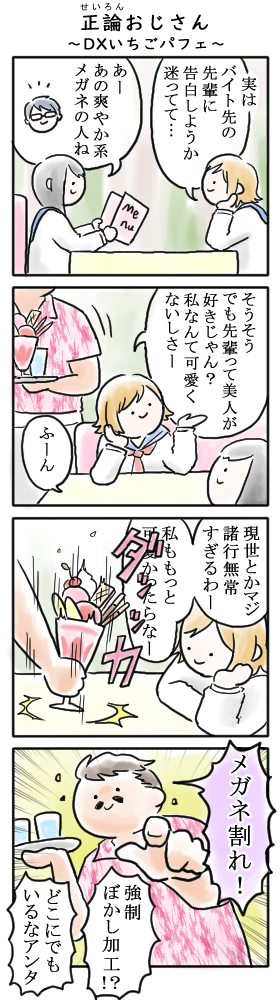 せいろん
正論おじさん
～DXいちごパフェ～
実は
バイト先の
先輩に
告白しようか
迷ってて…
あー
あの爽やか系
メガネの人ね
me
nu
そうそう
でも先輩って美人が
好きじゃん？
私なんて可愛く
ないしさー
ふーん
現世とかマジ
諸行無常
すぎるわー
私ももっと
可愛かったらなー
ダンッッ
カ
メガネ割れ！
強制
ぼかし加工!?
どこにでも
いるなアンタ